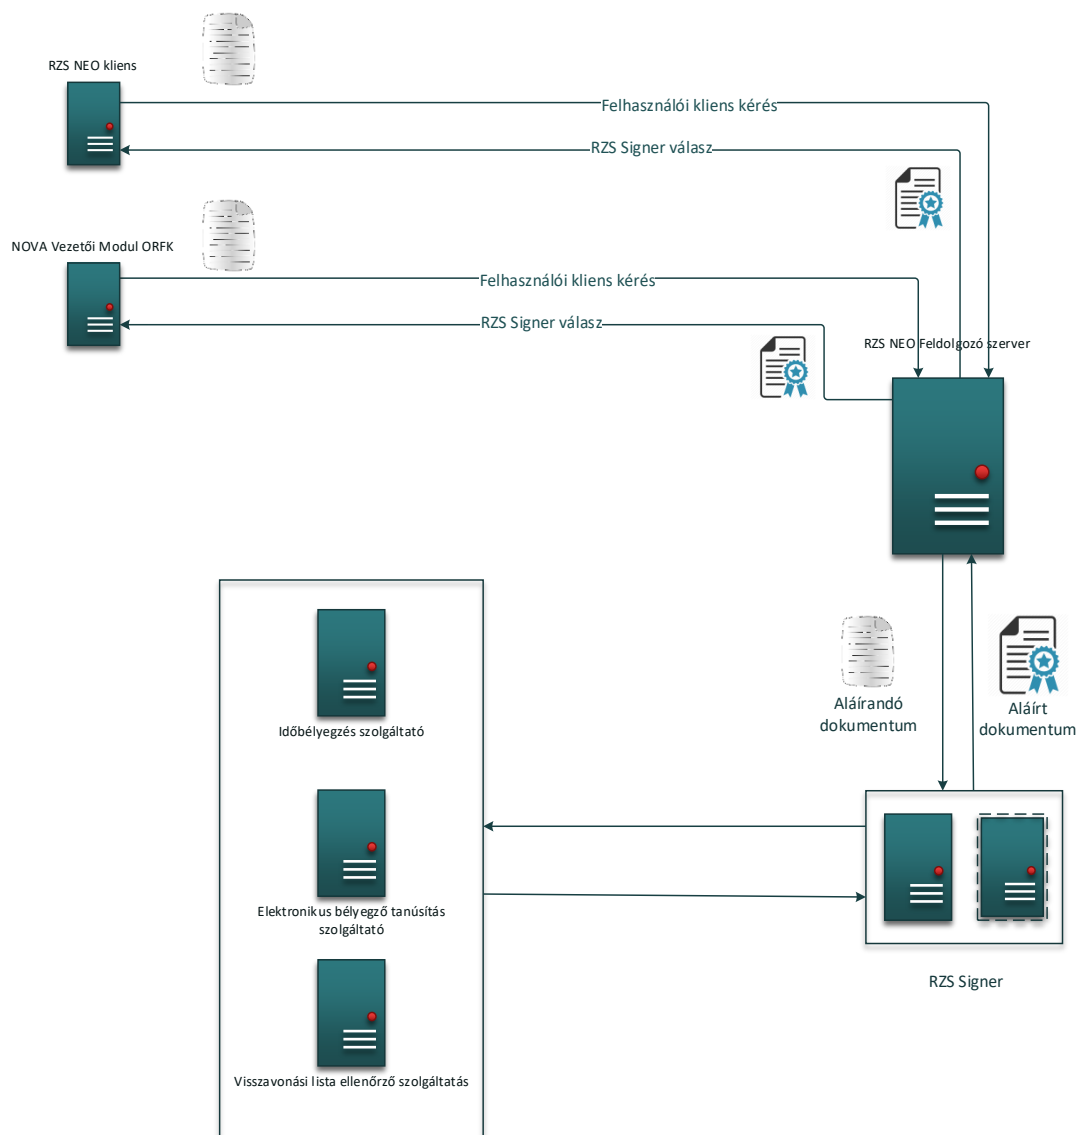 RZS NEO kliens
Felhasználói kliens kérés
RZS Signer válasz
NOVA Vezetői Modul ORFK
Felhasználói kliens kérés
RZS Signer válasz
RZS NEO Feldolgozó szerver
Aláírandó
dokumentum
Aláírt
dokumentum
Időbélyegzés szolgáltató
Elektronikus bélyegző tanúsítás
szolgáltató
RZS Signer
Visszavonási lista ellenőrző szolgáltatás